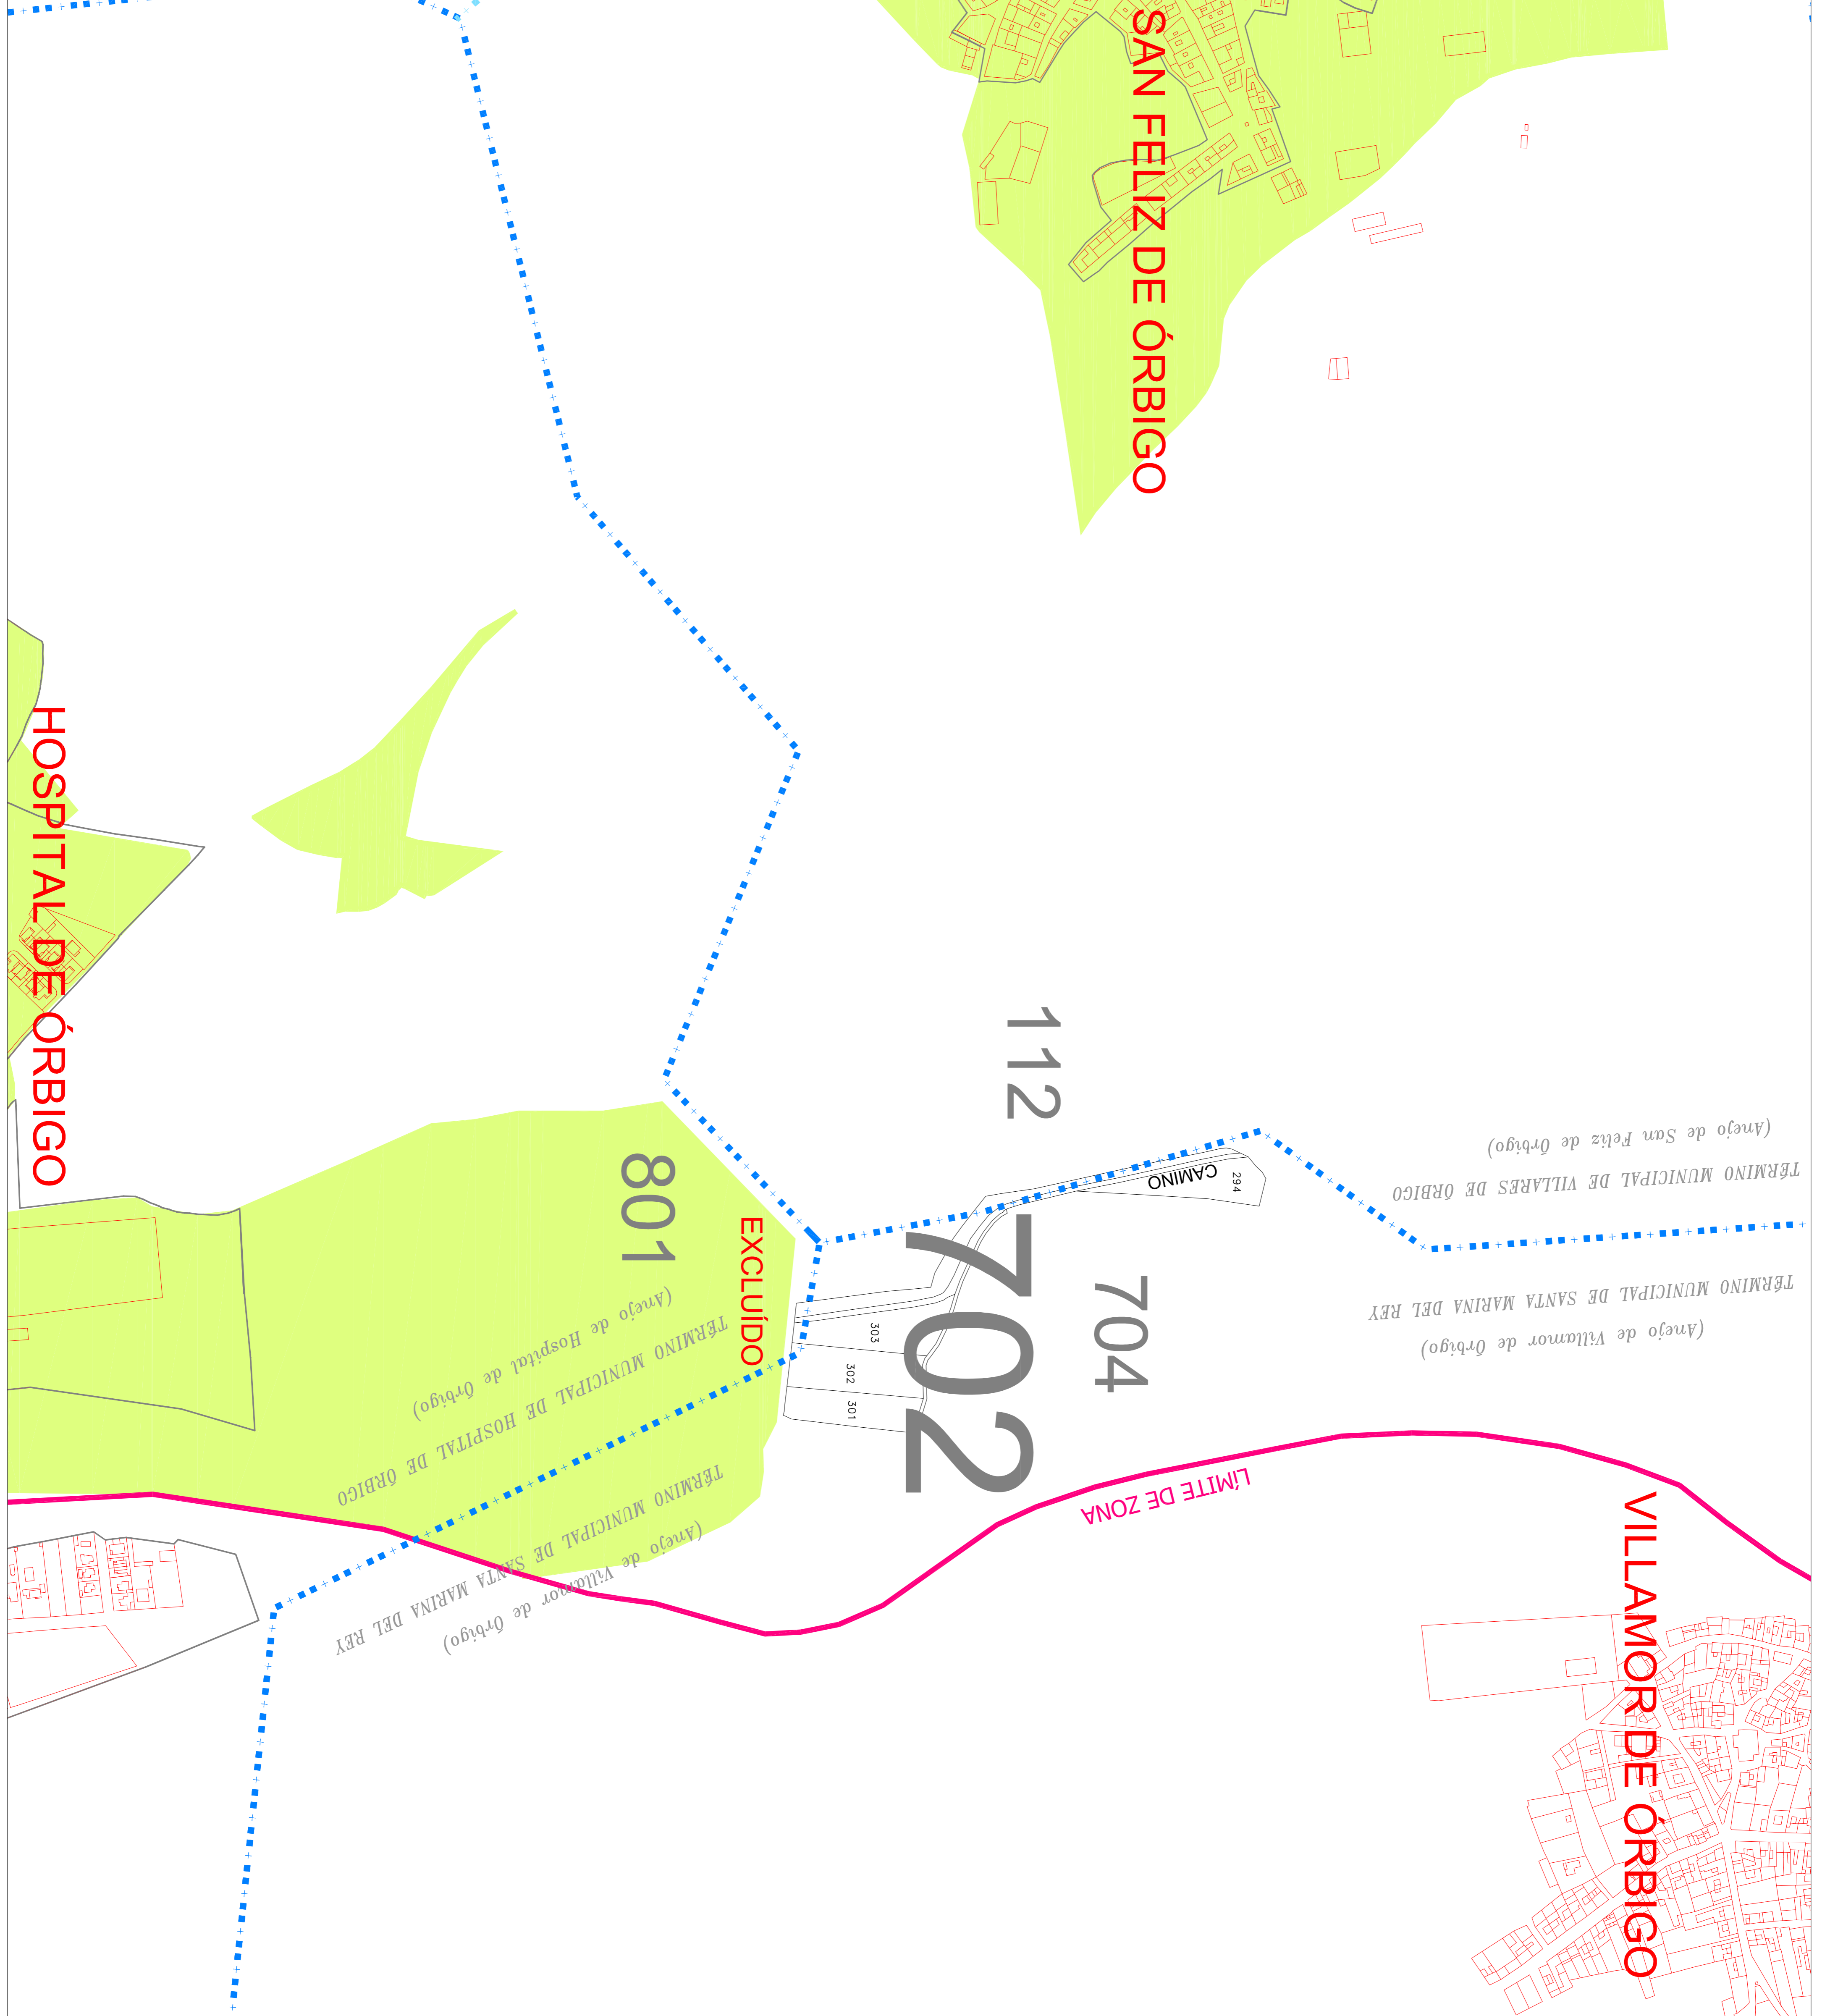 SAN FELIZ DE ÓRBIGO
HOSPITAL DE ÓRBIGO
112
801
EXCLUÍDO
702
704
CAMINO
294
303
302
301
(Anejo de San Feliz de Órbigo)
TÉRMINO MUNICIPAL DE VILLARES DE ÓRBIGO
TÉRMINO MUNICIPAL DE SANTA MARINA DEL REY
(Anejo de Villamor de Órbigo)
(Anejo de Hospital de Órbigo)
TÉRMINO MUNICIPAL DE HOSPITAL DE ÓRBIGO
TÉRMINO MUNICIPAL DE SANTA MARINA DEL REY
(Anejo de Villamor de Órbigo)
LÍMITE DE ZONA
VILLAMOR DE ÓRBIGO